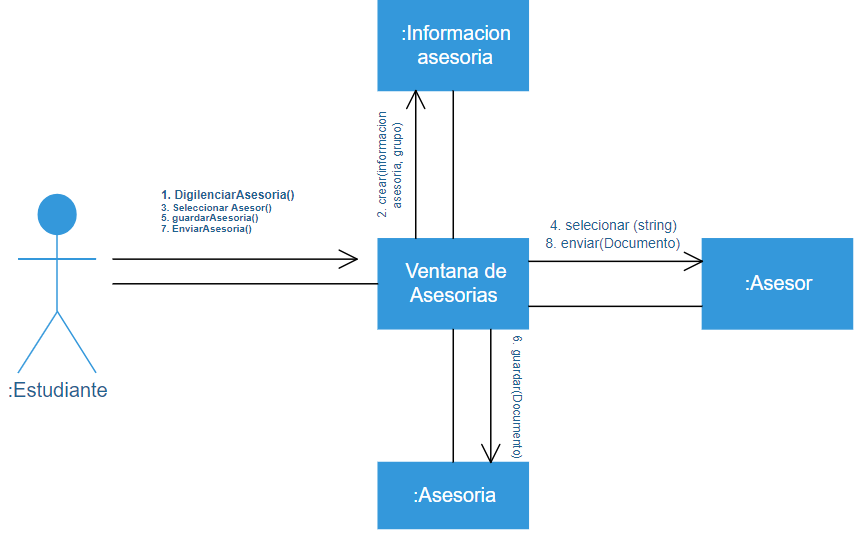 :Informacion
asesoria
2. crear(informacion
asesoria, grupo)
1. DigilenciarAsesoria()
3. Seleccionar Asesor()
5. guardarAsesoria()
7. EnviarAsesoria()
4. selecionar (string)
8. enviar(Documento)
Ventana de
Asesorias
:Asesor
6. guardar(Documento)
:Estudiante
:Asesoria